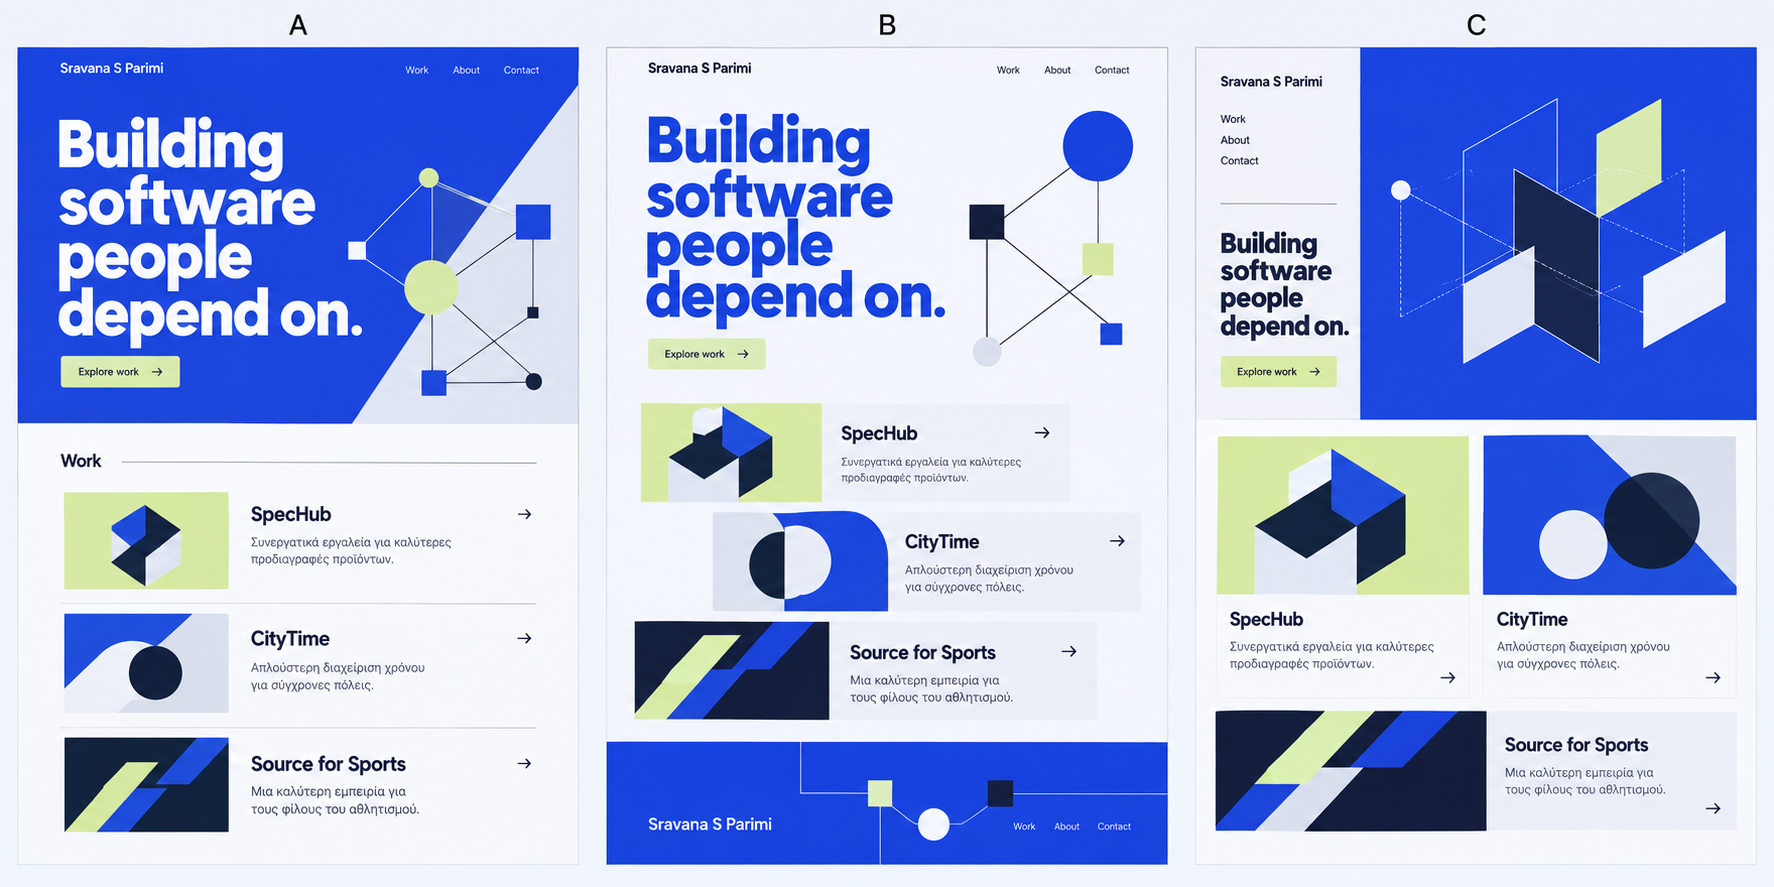 A
Sravana S Parimi
Work
About
Contact
Building
software
people
depend on.
Explore work →
Work
SpecHub →
Συνεργατικά εργαλεία για καλύτερες
προδιαγραφές προϊόντων.
CityTime →
Απλούστερη διαχείριση χρόνου
για σύγχρονες πόλεις.
Source for Sports →
Μια καλύτερη εμπειρία για
τους φίλους του αθλητισμού.
B
Sravana S Parimi
Work
About
Contact
Building
software
people
depend on.
Explore work →
SpecHub →
Συνεργατικά εργαλεία για καλύτερες
προδιαγραφές προϊόντων.
CityTime →
Απλούστερη διαχείριση χρόνου
για σύγχρονες πόλεις.
Source for Sports →
Μια καλύτερη εμπειρία για
τους φίλους του αθλητισμού.
Sravana S Parimi
Work
About
Contact
C
Sravana S Parimi
Work
About
Contact
Building
software
people
depend on.
Explore work →
SpecHub
Συνεργατικά εργαλεία για καλύτερες
προδιαγραφές προϊόντων.
→
CityTime
Απλούστερη διαχείριση χρόνου
για σύγχρονες πόλεις.
→
Source for Sports
Μια καλύτερη εμπειρία για
τους φίλους του αθλητισμού.
→